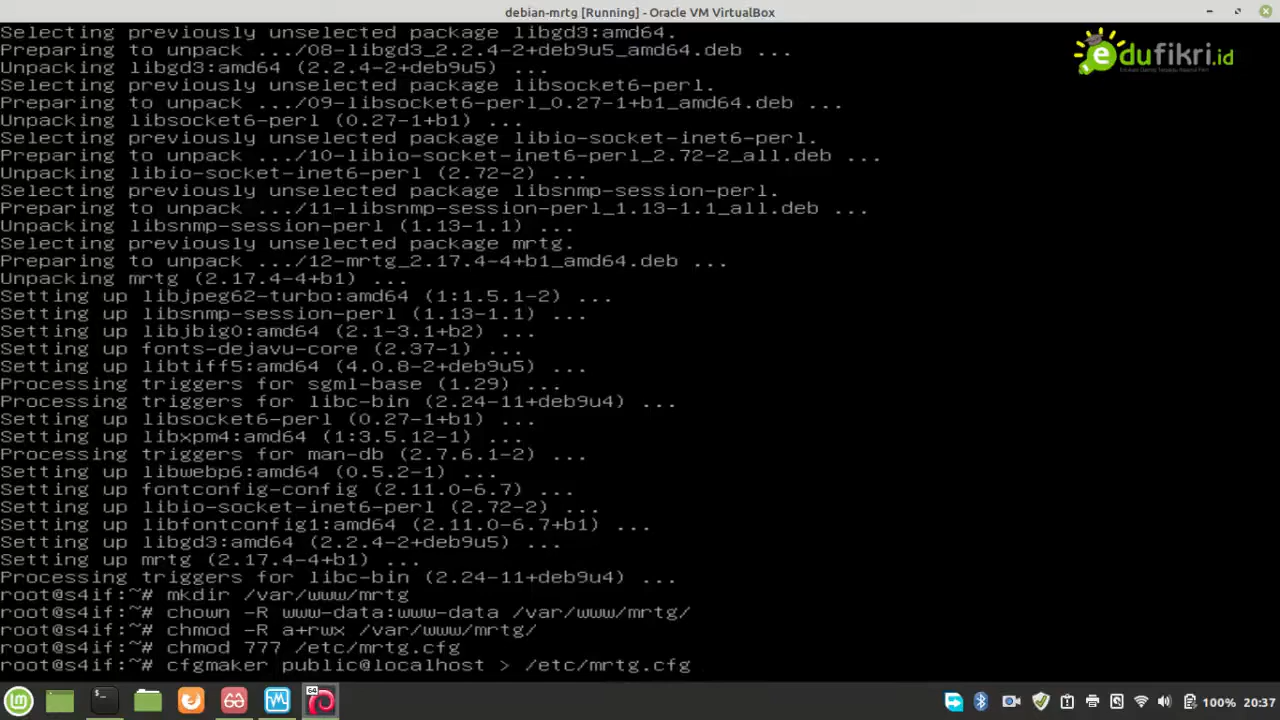 debian-mrtg [Running] - Oracle VM VirtualBox
Selecting previously unselected package libgd3:amd64.
Preparing to unpack .../08-libgd3_2.2.4-2+deb9u5_amd64.deb ...
Unpacking libgd3:amd64 (2.2.4-2+deb9u5) ...
Selecting previously unselected package libsocket6-perl.
Preparing to unpack .../09-libsocket6-perl_0.27-1+b1_amd64.deb ...
Unpacking libsocket6-perl (0.27-1+b1) ...
Selecting previously unselected package libio-socket-inet6-perl.
Preparing to unpack .../10-libio-socket-inet6-perl_2.72-2_all.deb ...
Unpacking libio-socket-inet6-perl (2.72-2) ...
Selecting previously unselected package libsnmp-session-perl.
Preparing to unpack .../11-libsnmp-session-perl_1.13-1.1_all.deb ...
Unpacking libsnmp-session-perl (1.13-1.1) ...
Selecting previously unselected package mrtg.
Preparing to unpack .../12-mrtg_2.17.4-4+b1_amd64.deb ...
Unpacking mrtg (2.17.4-4+b1) ...
Setting up libjpeg62-turbo:amd64 (1:1.5.1-2) ...
Setting up libsnmp-session-perl (1.13-1.1) ...
Setting up libjbig0:amd64 (2.1-3.1+b2) ...
Setting up fonts-dejavu-core (2.37-1) ...
Setting up libtiff5:amd64 (4.0.8-2+deb9u5) ...
Processing triggers for sgml-base (1.29) ...
Processing triggers for libc-bin (2.24-11+deb9u4) ...
Setting up libsocket6-perl (0.27-1+b1) ...
Setting up libxpm4:amd64 (1:3.5.12-1) ...
Processing triggers for man-db (2.7.6.1-2) ...
Setting up libwebp6:amd64 (0.5.2-1) ...
Setting up fontconfig-config (2.11.0-6.7) ...
Setting up libio-socket-inet6-perl (2.72-2) ...
Setting up libfontconfig1:amd64 (2.11.0-6.7+b1) ...
Setting up libgd3:amd64 (2.2.4-2+deb9u5) ...
Setting up mrtg (2.17.4-4+b1) ...
Processing triggers for libc-bin (2.24-11+deb9u4) ...
root@s4if:~# mkdir /var/www/mrtg
root@s4if:~# chown -R www-data:www-data /var/www/mrtg/
root@s4if:~# chmod -R a+rwx /var/www/mrtg/
root@s4if:~# chmod 777 /etc/mrtg.cfg
root@s4if:~# cfgmaker public@localhost > /etc/mrtg.cfg
edufikri.id
64
100% 20:37